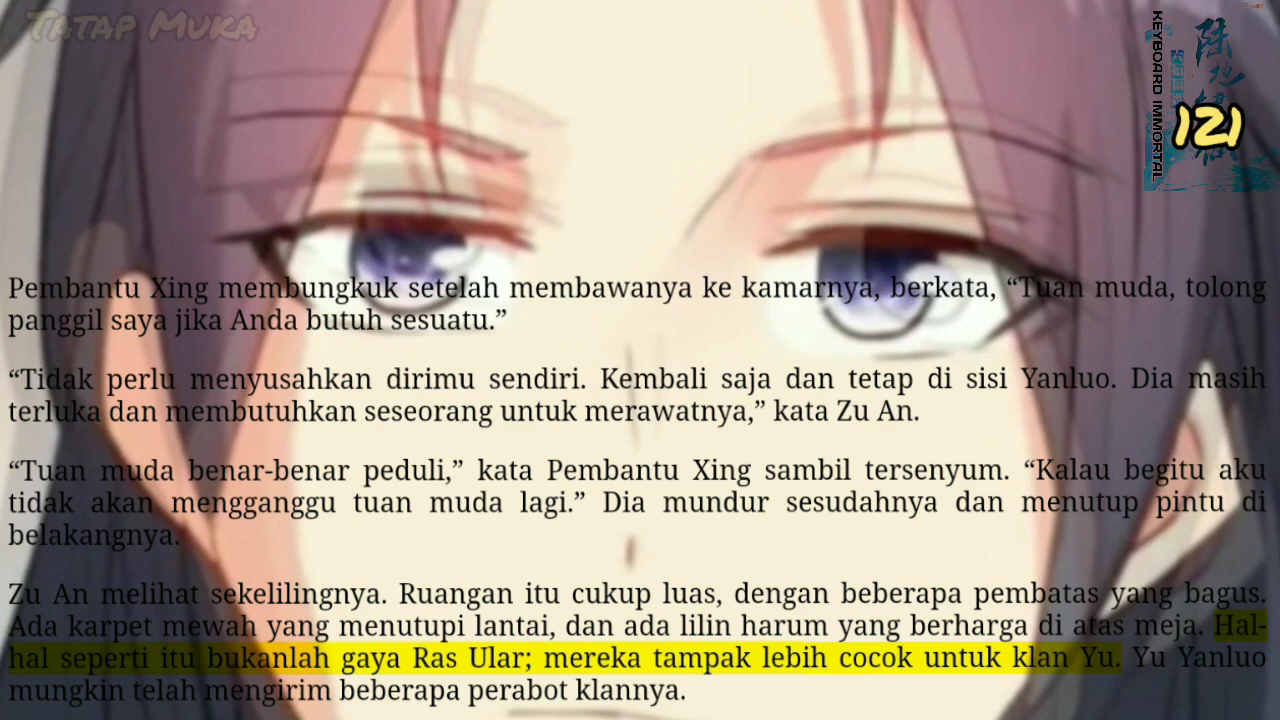 Tatap Muka
KEYBOARD IMMORTAL
121
Pembantu Xing membungkuk setelah membawanya ke kamarnya, berkata, “Tuan muda, tolong
panggil saya jika Anda butuh sesuatu.”
“Tidak perlu menyusahkan dirimu sendiri. Kembali saja dan tetap di sisi Yanluo. Dia masih
terluka dan membutuhkan seseorang untuk merawatnya,” kata Zu An.
“Tuan muda benar-benar peduli,” kata Pembantu Xing sambil tersenyum. “Kalau begitu aku
tidak akan mengganggu tuan muda lagi.” Dia mundur sesudahnya dan menutup pintu di
belakangnya.
Zu An melihat sekelilingnya. Ruangan itu cukup luas, dengan beberapa pembatas yang bagus.
Ada karpet mewah yang menutupi lantai, dan ada lilin harum yang berharga di atas meja. Hal-
hal seperti itu bukanlah gaya Ras Ular; mereka tampak lebih cocok untuk klan Yu. Yu Yanluo
mungkin telah mengirim beberapa perabot klannya.